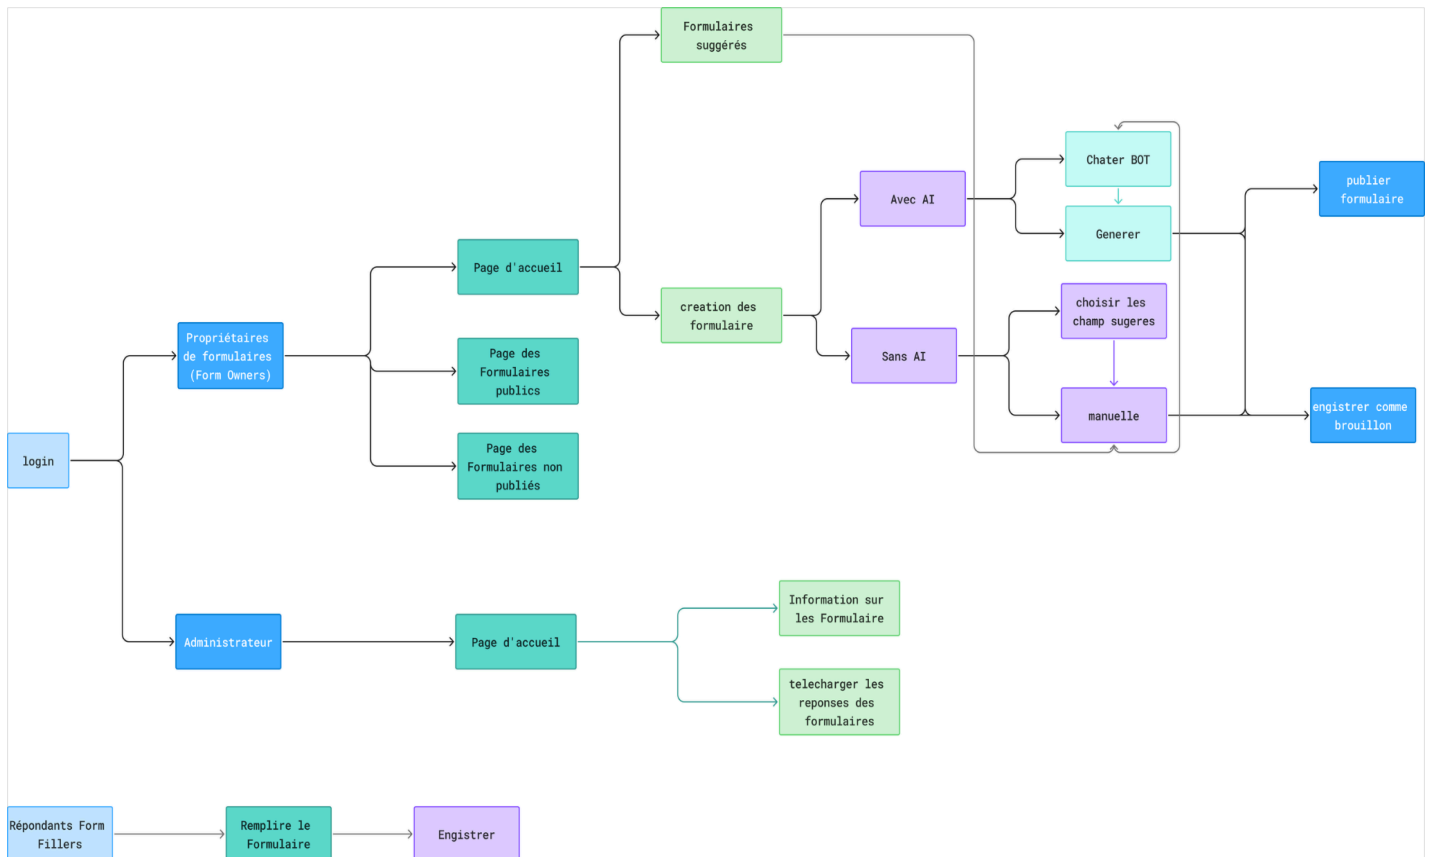 Formulaires
suggérés
Chater BOT
publier
formulaire
Avec AI
Génerer
Page d'accueil
choisir les
champ sugeres
creation des
formulaire
Propriétaires
de formulaires
(Form Owners)
Sans AI
Page des
Formulaires
publics
manuelle
engistrer comme
brouillon
login
Page des
Formulaires non
publiés
Information sur
les Formulaire
Administrateur
Page d'accueil
telecharger les
reponses des
formulaires
Répondants Form
Fillers
Remplire le
Formulaire
Engistrer